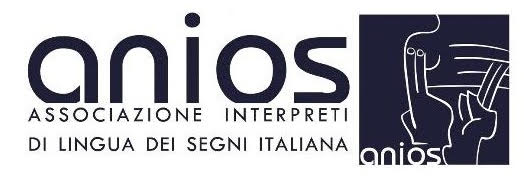 anios
ASSOCIAZIONE INTERPRETI
DI LINGUA DEI SEGNI ITALIANA
anios